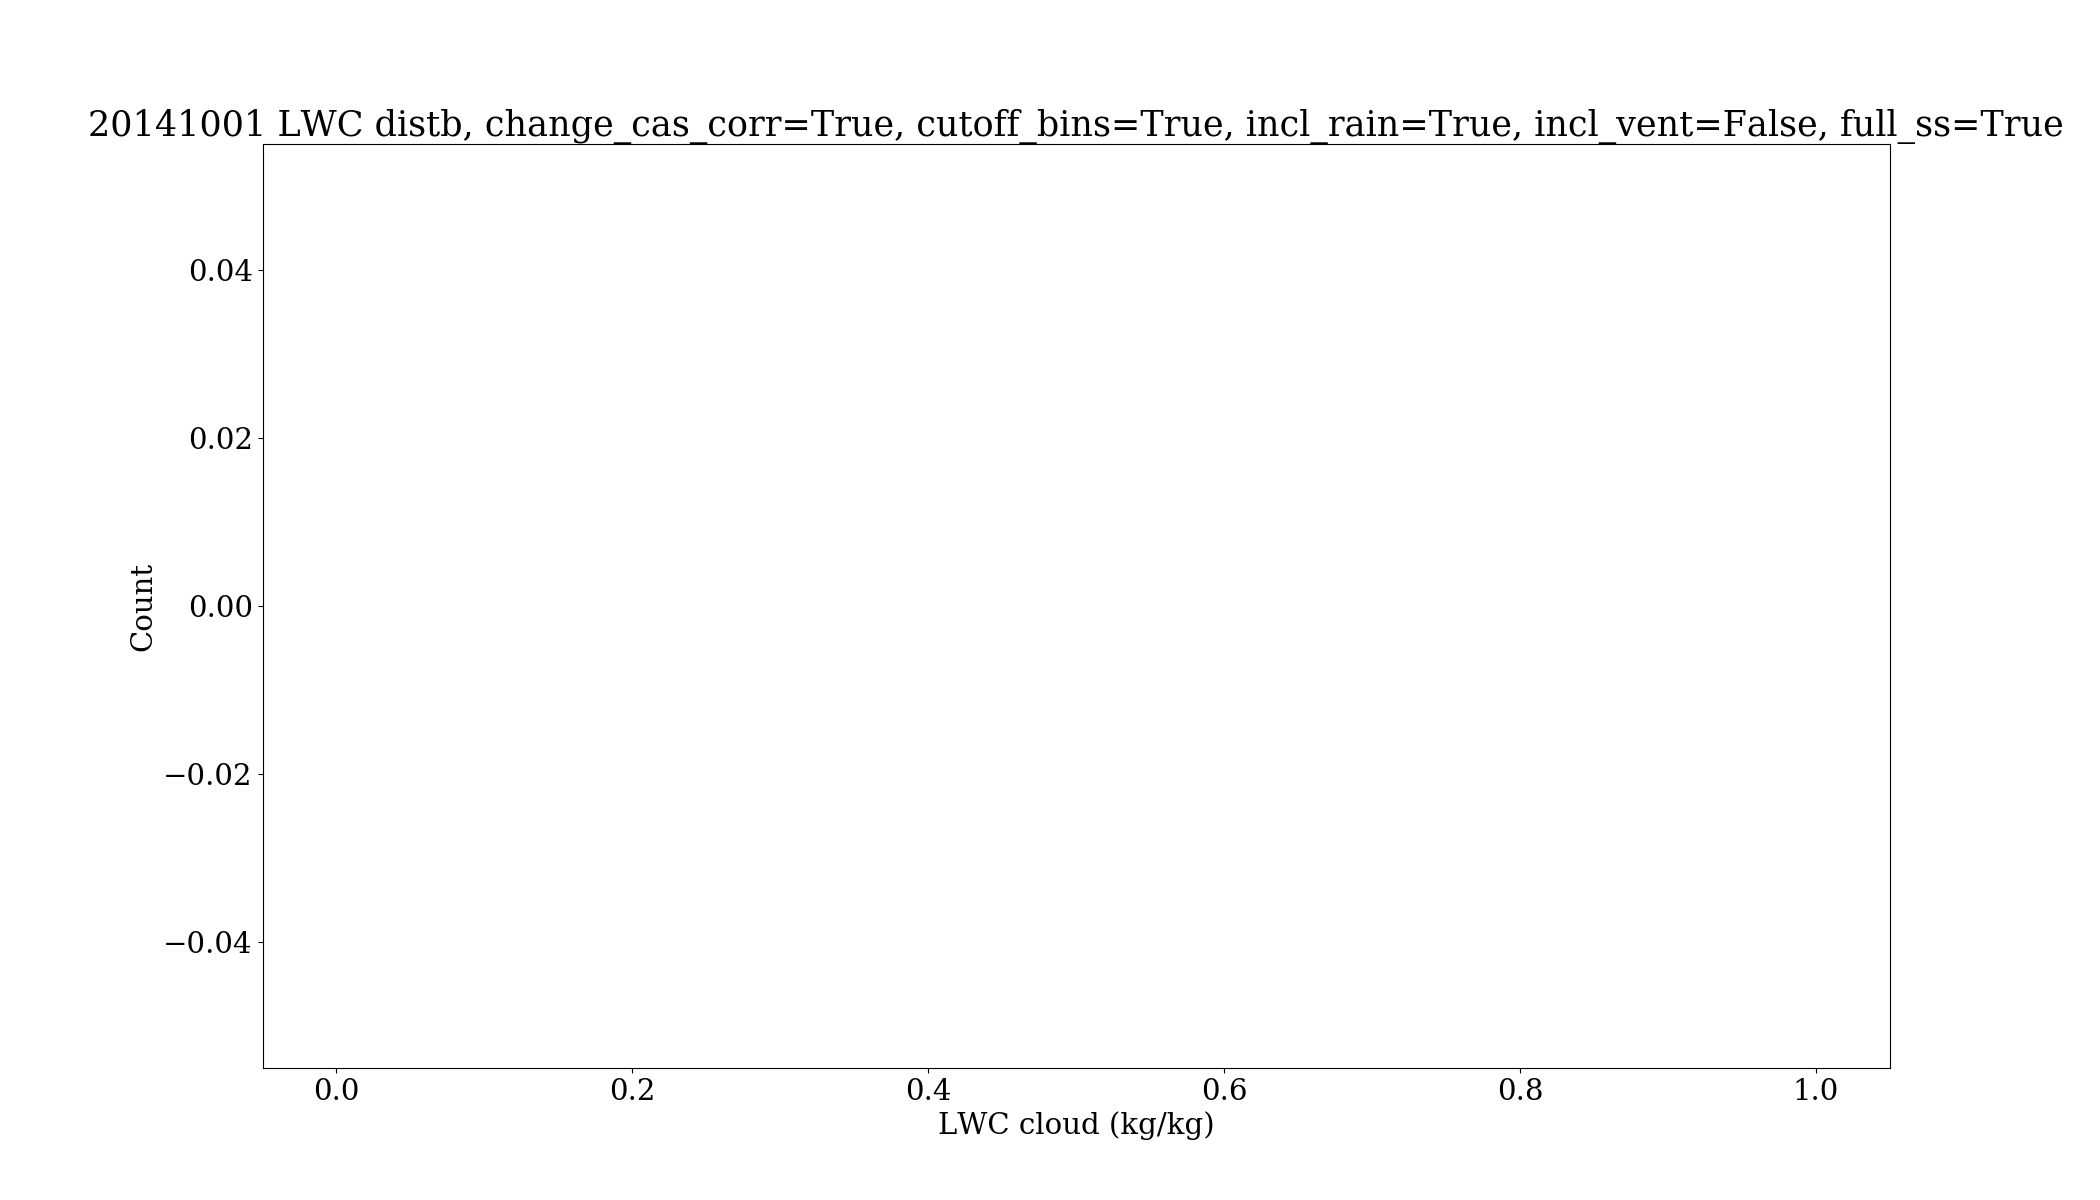 20141001 LWC distb, change_cas_corr=True, cutoff_bins=True, incl_rain=True, incl_vent=False, full_ss=True
0.04
0.02
0.00
−0.02
−0.04
Count
0.0 0.2 0.4 0.6 0.8 1.0
LWC cloud (kg/kg)